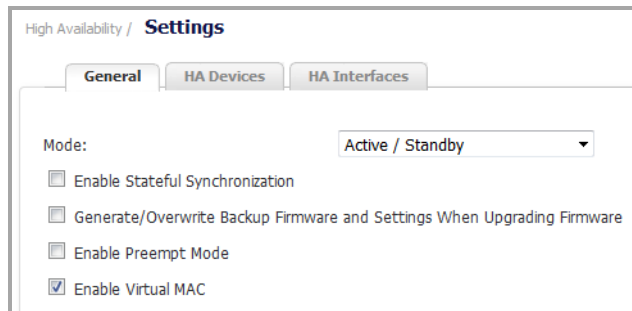 High Availability / Settings
General HA Devices HA Interfaces
Mode: Active / Standby
Enable Stateful Synchronization
Generate/Overwrite Backup Firmware and Settings When Upgrading Firmware
Enable Preempt Mode
Enable Virtual MAC